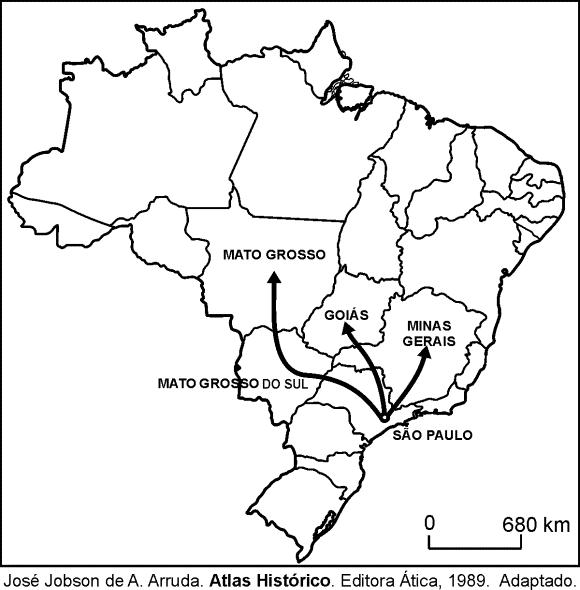 MATO GROSSO
GOIÁS
MINAS
GERAIS
MATO GROSSO DO SUL
SÃO PAULO
0 680 km
José Jobson de A. Arruda. Atlas Histórico. Editora Ática, 1989. Adaptado.